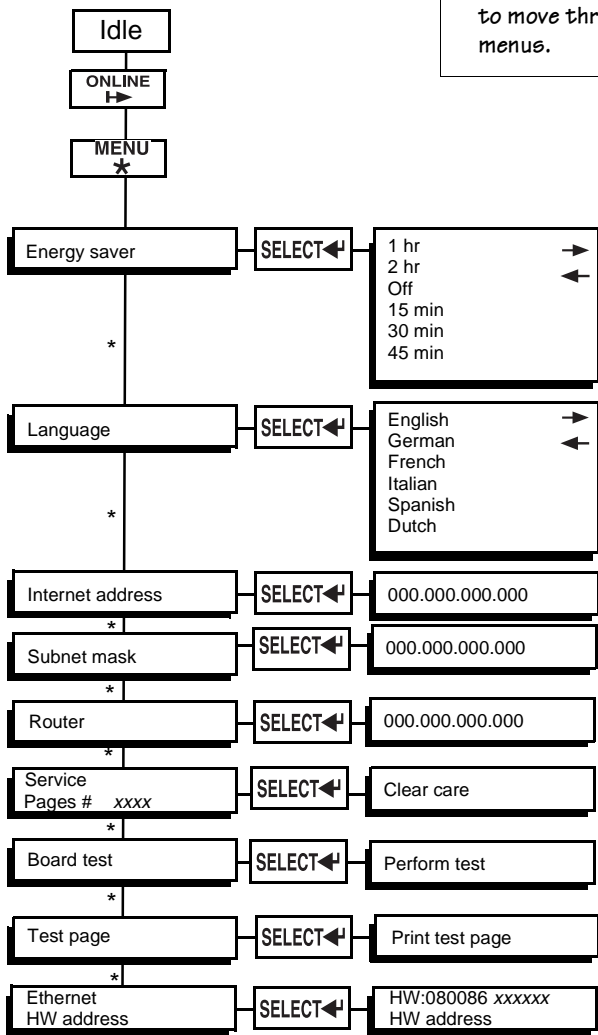 to move thr
menus.
Idle
ONLINE
MENU
*
Energy saver
SELECT
1 hr
2 hr
Off
15 min
30 min
45 min
*
Language
SELECT
English
German
French
Italian
Spanish
Dutch
*
Internet address
SELECT
000.000.000.000
*
Subnet mask
SELECT
000.000.000.000
*
Router
SELECT
000.000.000.000
*
Service
Pages # xxxx
SELECT
Clear care
*
Board test
SELECT
Perform test
*
Test page
SELECT
Print test page
*
Ethernet
HW address
SELECT
HW:080086 xxxxxx
HW address